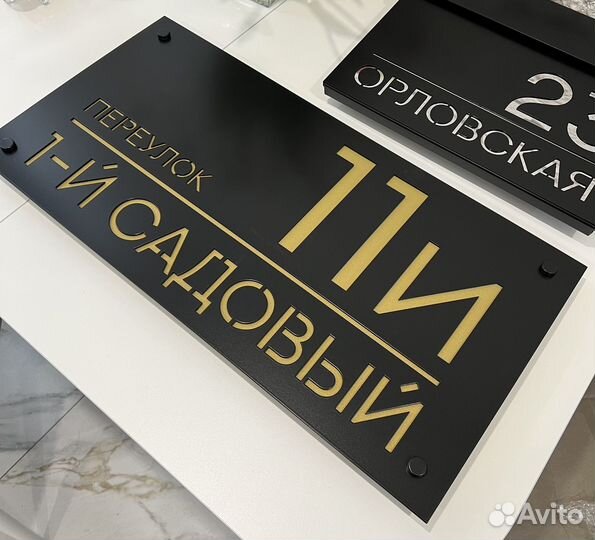 ПЕРЕУЛОК
11И
1-Й САДОВЫЙ
23
ОРЛОВСКАЯ
Avito